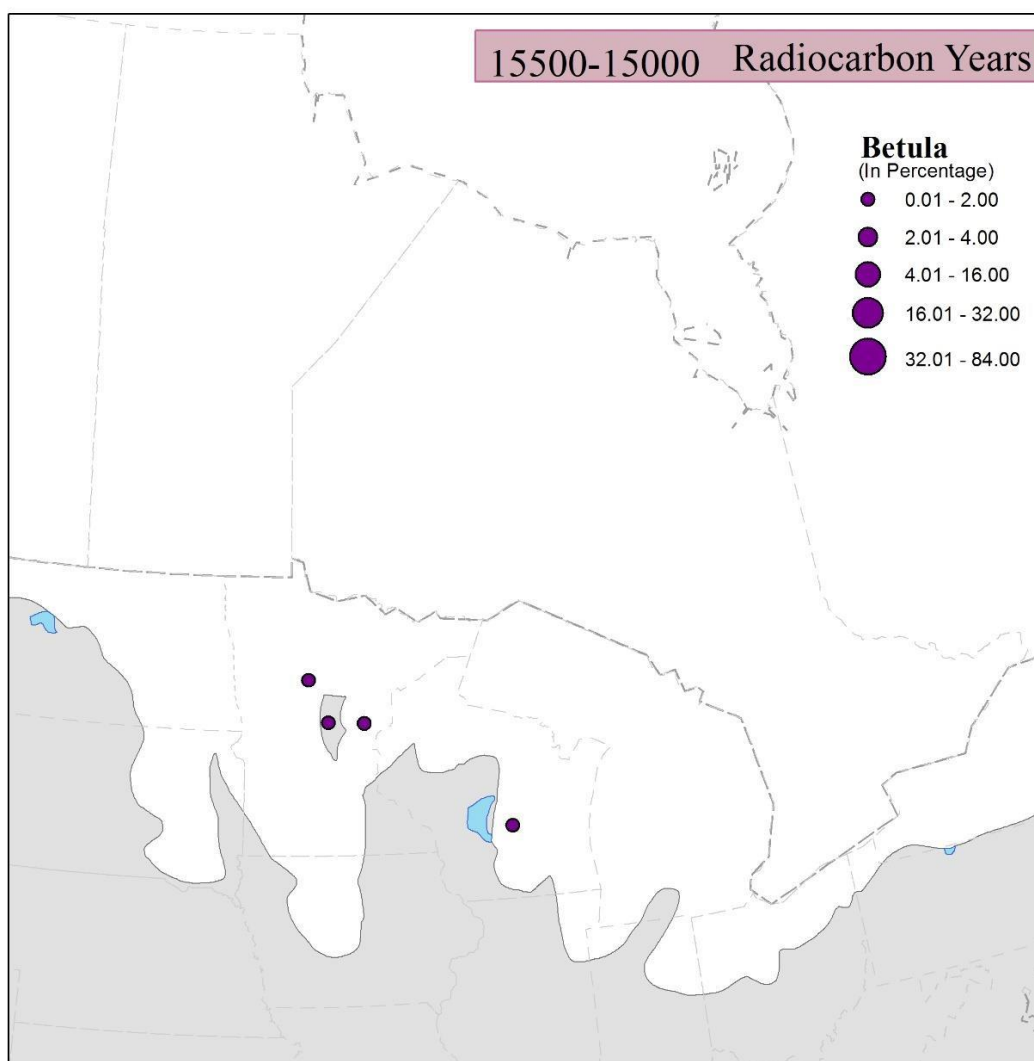 15500-15000 Radiocarbon Years
Betula
(In Percentage)
0.01 - 2.00
2.01 - 4.00
4.01 - 16.00
16.01 - 32.00
32.01 - 84.00